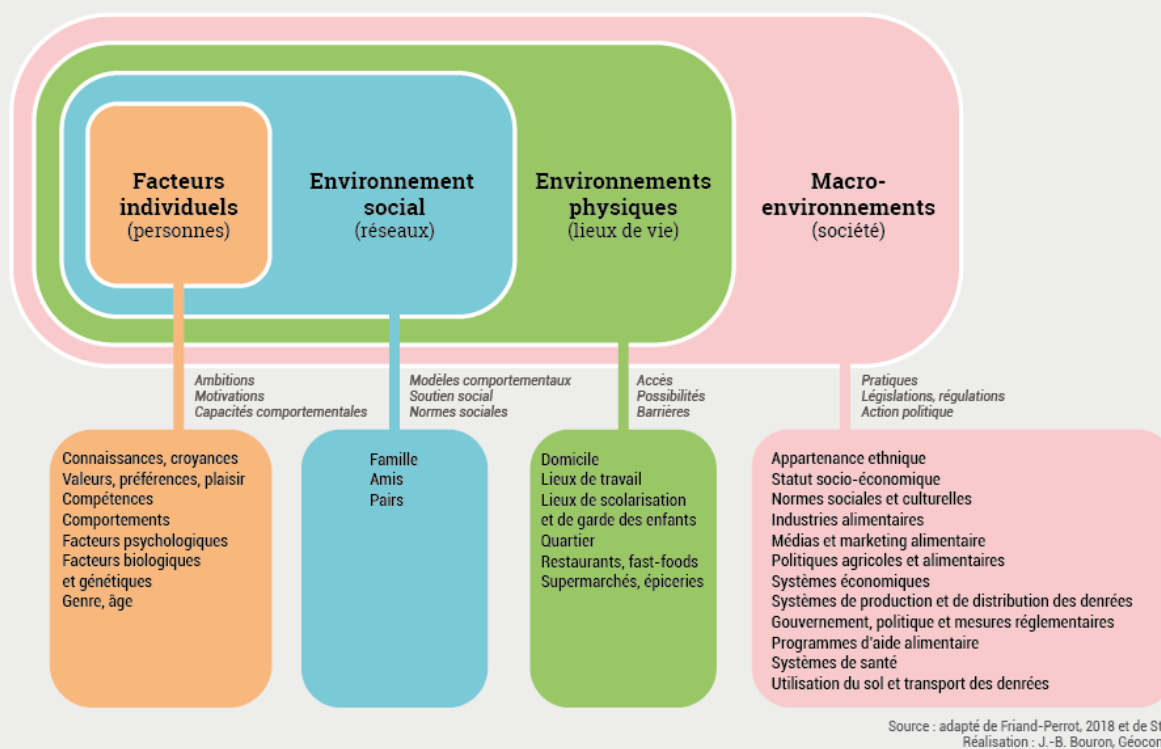 Facteurs
individuels
(personnes)
Environnement
social
(réseaux)
Environnements
physiques
(lieux de vie)
Macro-
environnements
(société)
Ambitions
Motivations
Capacités comportementales
Modèles comportementaux
Soutien social
Normes sociales
Accès
Possibilités
Barrières
Pratiques
Législations, régulations
Action politique
Connaissances, croyances
Valeurs, préférences, plaisir
Compétences
Comportements
Facteurs psychologiques
Facteurs biologiques
et génétiques
Genre, âge
Famille
Amis
Pairs
Domicile
Lieux de travail
Lieux de scolarisation
et de garde des enfants
Quartier
Restaurants, fast-foods
Supermarchés, épiceries
Appartenance ethnique
Statut socio-économique
Normes sociales et culturelles
Industries alimentaires
Médias et marketing alimentaire
Politiques agricoles et alimentaires
Systèmes économiques
Systèmes de production et de distribution des denrées
Gouvernement, politique et mesures réglementaires
Programmes d'aide alimentaire
Systèmes de santé
Utilisation du sol et transport des denrées
Source : adapté de Friand-Perrot, 2018 et de
Réalisation : J.-B. Bouron,